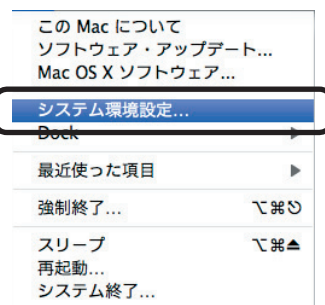 この Mac について
ソフトウェア・アップデート...
Mac OS X ソフトウェア...
システム環境設定...
Dock
最近使った項目
強制終了... ⌥⌘⎋
スリープ ⌥⌘⏏
再起動...
システム終了...